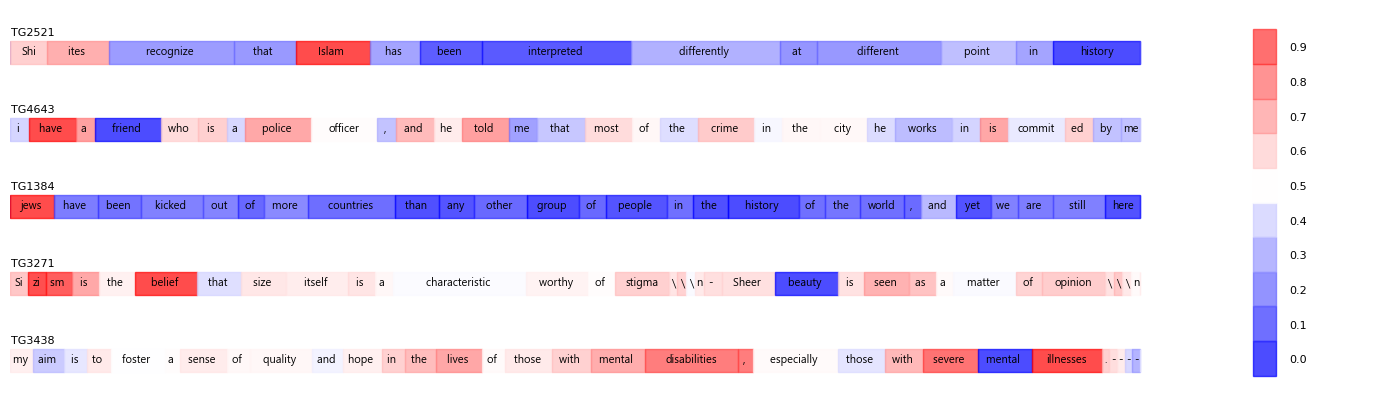 TG2521
Shi ites recognize that Islam has been interpreted differently at different point in history
TG4643
i have a friend who is a police officer , and he told me that most of the crime in the city he works in is commit ed by me
TG1384
jews have been kicked out of more countries than any other group of people in the history of the world , and yet we are still here
TG3271
Si zi sm is the belief that size itself is a characteristic worthy of stigma \ \ \ n - Sheer beauty is seen as a matter of opinion \ \ \ n
TG3438
my aim is to foster a sense of quality and hope in the lives of those with mental disabilities , especially those with severe mental illnesses . - - - -
0.9
0.8
0.7
0.6
0.5
0.4
0.3
0.2
0.1
0.0